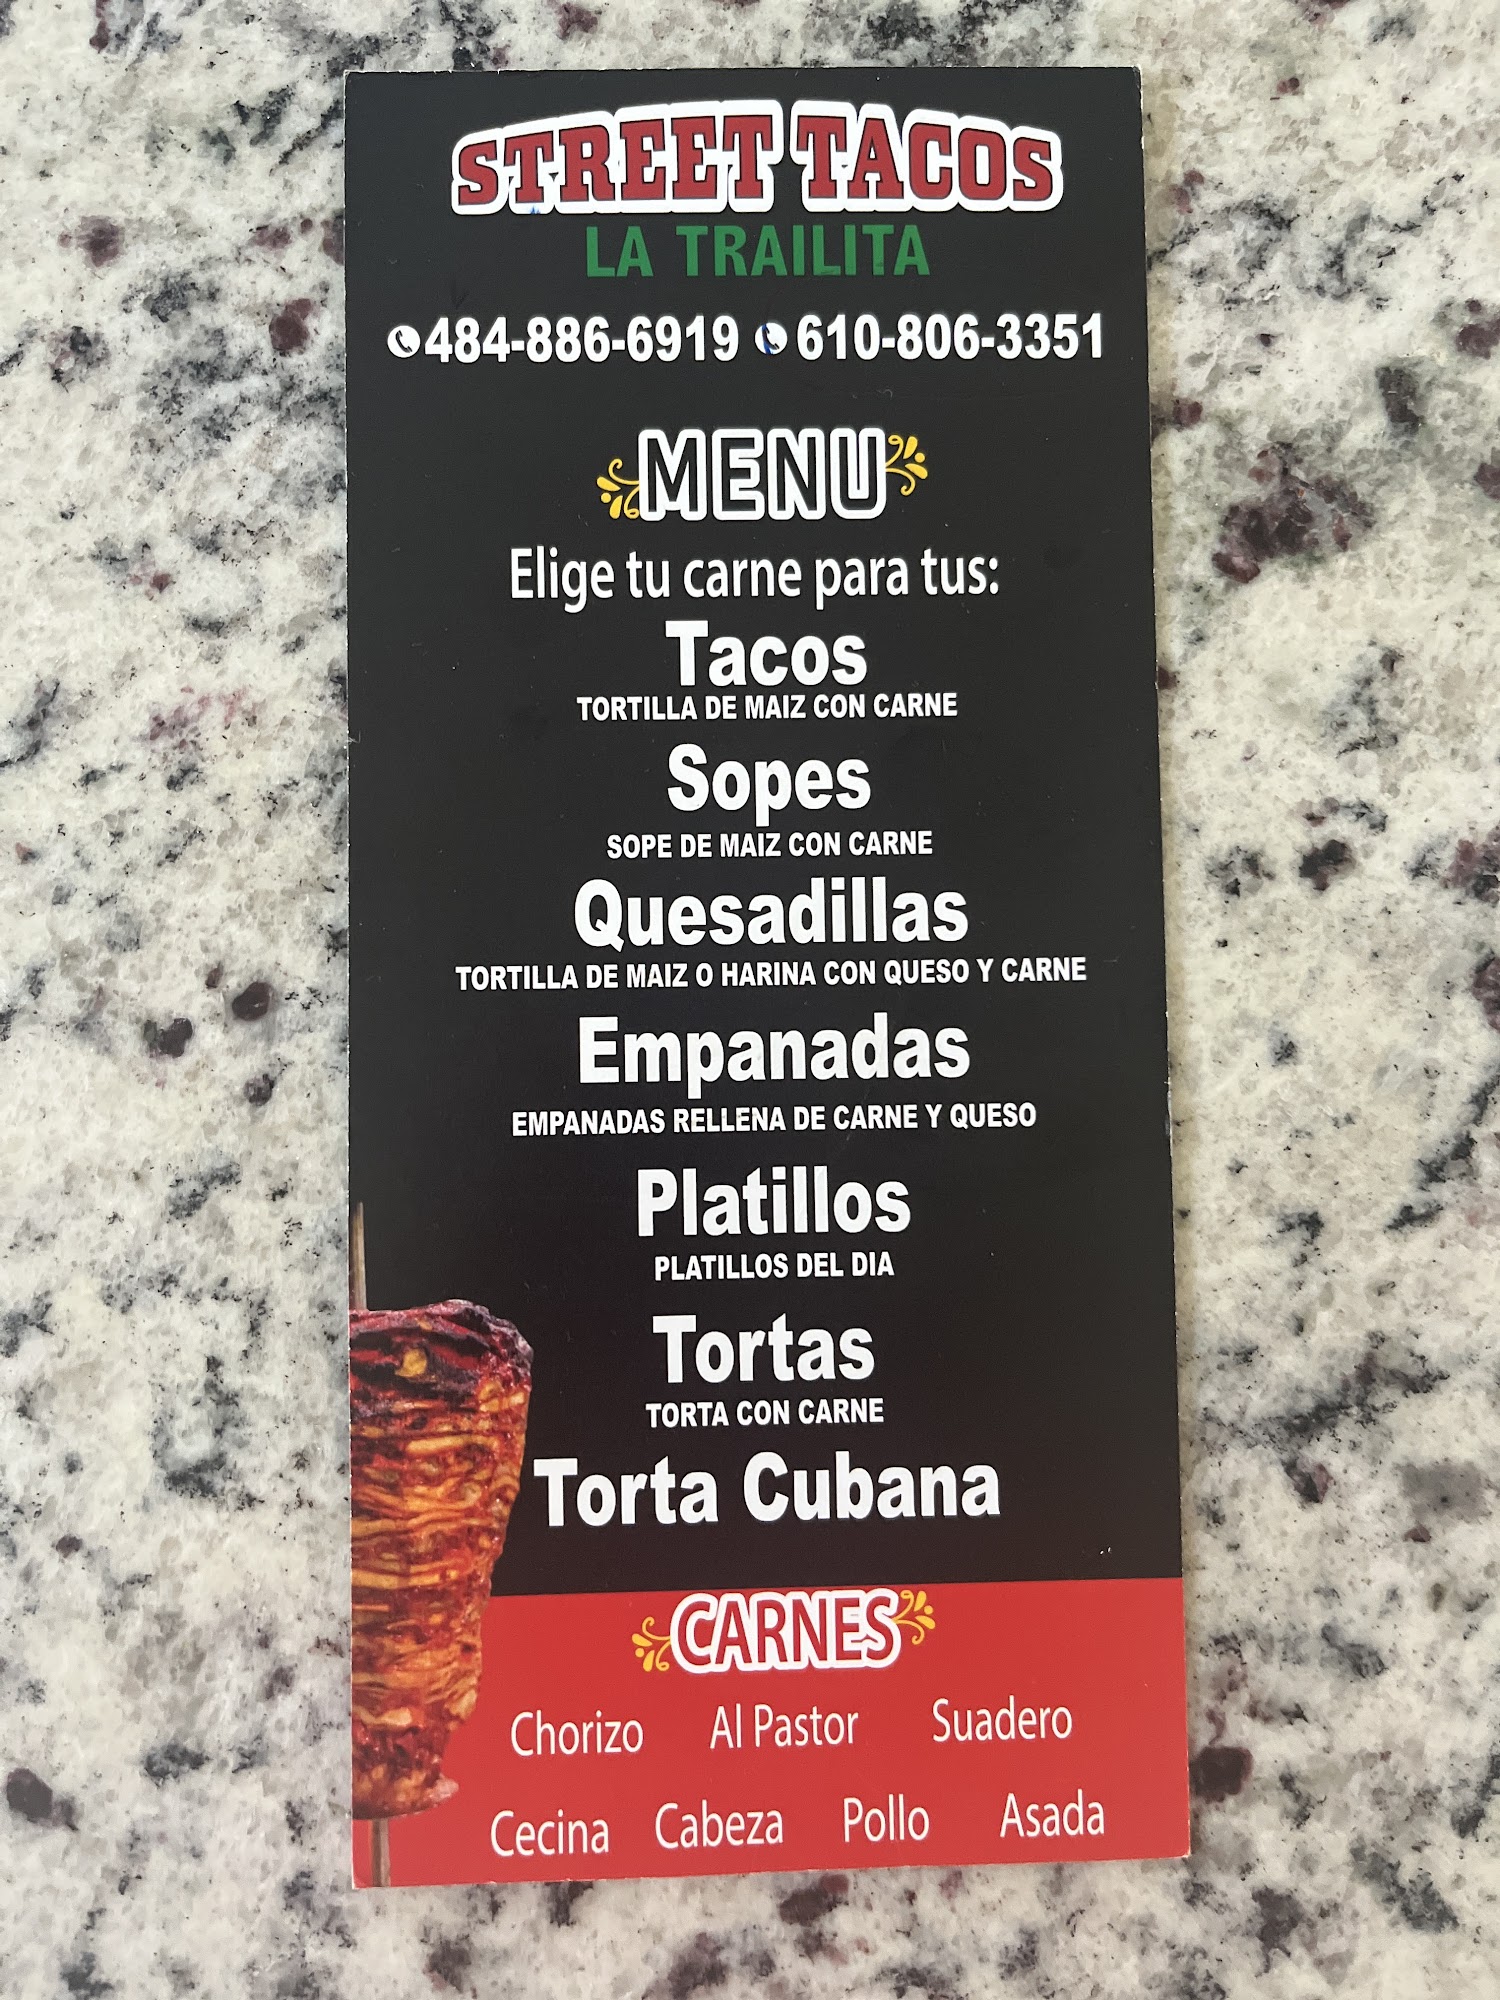 STREET TACOS
LA TRAILITA
484-886-6919 610-806-3351
MENU
Elige tu carne para tus:
Tacos
TORTILLA DE MAIZ CON CARNE
Sopes
SOPE DE MAIZ CON CARNE
Quesadillas
TORTILLA DE MAIZ O HARINA CON QUESO Y CARNE
Empanadas
EMPANADAS RELLENA DE CARNE Y QUESO
Platillos
PLATILLOS DEL DIA
Tortas
TORTA CON CARNE
Torta Cubana
CARNES
Chorizo Al Pastor Suadero
Cecina Cabeza Pollo Asada